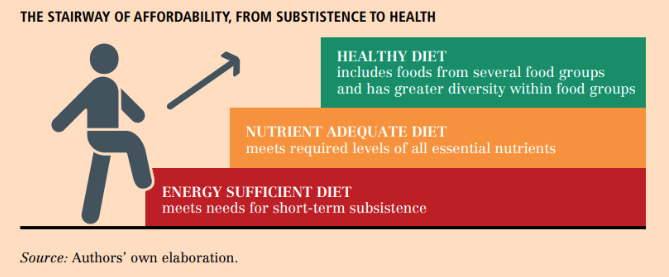 THE STAIRWAY OF AFFORDABILITY, FROM SUBSTISTENCE TO HEALTH
HEALTHY DIET
includes foods from several food groups
and has greater diversity within food groups
NUTRIENT ADEQUATE DIET
meets required levels of all essential nutrients
ENERGY SUFFICIENT DIET
meets needs for short-term subsistence
Source: Authors' own elaboration.